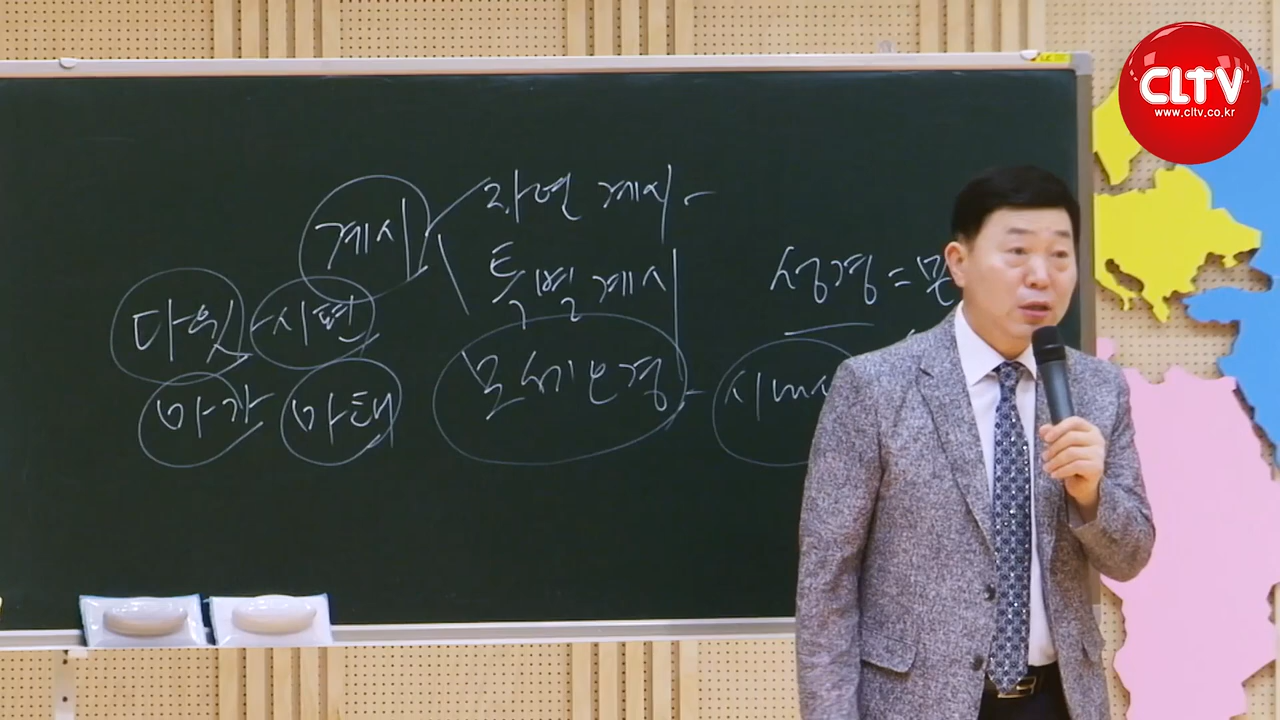 CLTV
www.cltv.co.kr
계시
자연 계시
특별계시
성경 =
다윗 - 시편
마가 마태
모세오경 -